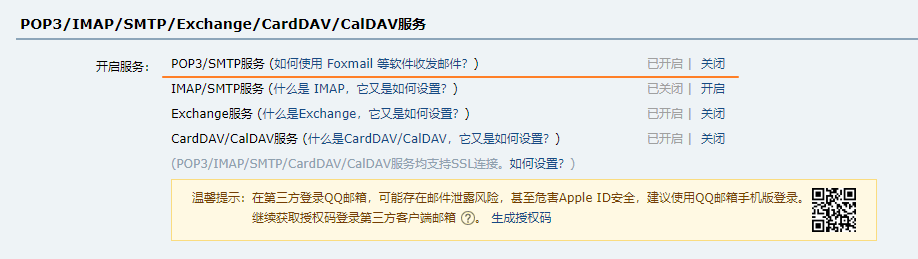 POP3/IMAP/SMTP/Exchange/CardDAV/CalDAV服务
开启服务： POP3/SMTP服务 (如何使用 Foxmail 等软件收发邮件？) 已开启 | 关闭
IMAP/SMTP服务 (什么是 IMAP，它又是如何设置？) 已关闭 | 开启
Exchange服务 (什么是Exchange，它又是如何设置？) 已开启 | 关闭
CardDAV/CalDAV服务 (什么是CardDAV/CalDAV，它又是如何设置？) 已开启 | 关闭
(POP3/IMAP/SMTP/CardDAV/CalDAV服务均支持SSL连接。如何设置？)
温馨提示：在第三方登录QQ邮箱，可能存在邮件泄露风险，甚至危害Apple ID安全，建议使用QQ邮箱手机版登录。
继续获取授权码登录第三方客户端邮箱 ? 。 生成授权码